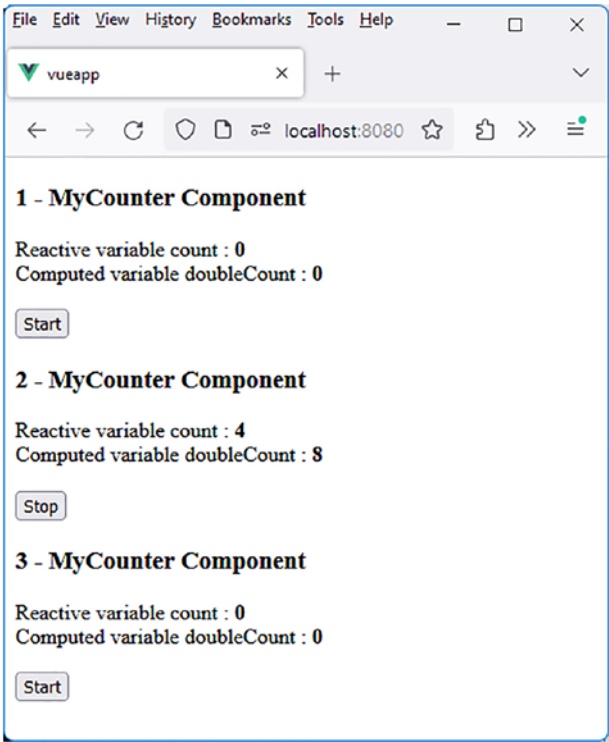 File Edit View History Bookmarks Tools Help
vueapp
localhost:8080
1 - MyCounter Component
Reactive variable count : 0
Computed variable doubleCount : 0
Start
2 - MyCounter Component
Reactive variable count : 4
Computed variable doubleCount : 8
Stop
3 - MyCounter Component
Reactive variable count : 0
Computed variable doubleCount : 0
Start